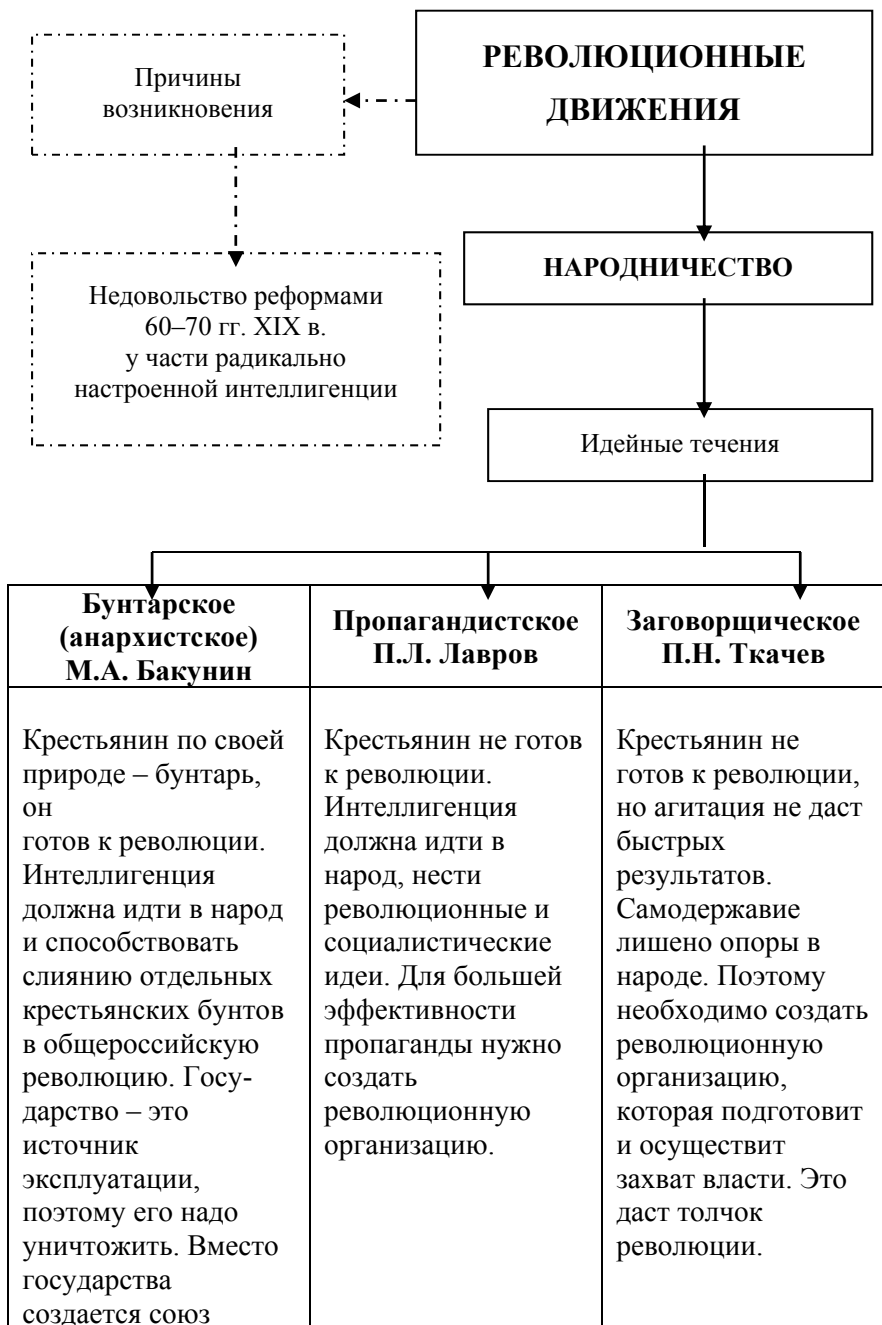 Причины
возникновения
РЕВОЛЮЦИОННЫЕ
ДВИЖЕНИЯ
Недовольство реформами
60–70 гг. XIX в.
у части радикально
настроенной интеллигенции
НАРОДНИЧЕСТВО
Идейные течения
Бунтарское
(анархистское)
М.А. Бакунин
Пропагандистское
П.Л. Лавров
Заговорщическое
П.Н. Ткачев
Крестьянин по своей
природе – бунтарь,
он
готов к революции.
Интеллигенция
должна идти в народ
и способствовать
слиянию отдельных
крестьянских бунтов
в общероссийскую
революцию. Госу-
дарство – это
источник
эксплуатации,
поэтому его надо
уничтожить. Вместо
государства
создается союз
Крестьянин не готов
к революции.
Интеллигенция
должна идти в
народ, нести
революционные и
социалистические
идеи. Для большей
эффективности
пропаганды нужно
создать
революционную
организацию.
Крестьянин не
готов к революции,
но агитация не даст
быстрых
результатов.
Самодержавие
лишено опоры в
народе. Поэтому
необходимо создать
революционную
организацию,
которая подготовит
и осуществит
захват власти. Это
даст толчок
революции.